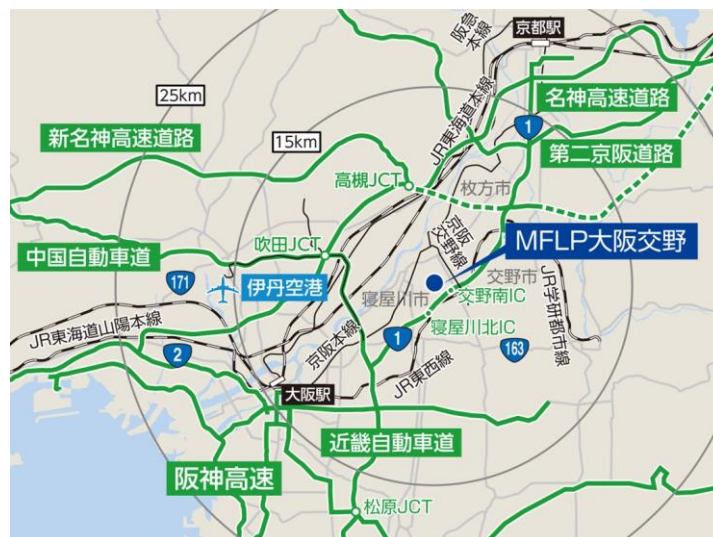 京都駅
阪急本線
25km
名神高速道路
1
JR東海道本線
新名神高速道路
15km
第二京阪道路
高槻JCT
枚方市
京阪交野線
MFLP大阪交野
吹田JCT
中国自動車道
171
伊丹空港
交野市
寝屋川市
交野南IC
JR学研都市線
寝屋川北IC
JR東海道山陽本線
京阪本線
1
163
2
JR東西線
大阪駅
近畿自動車道
阪神高速
松原JCT